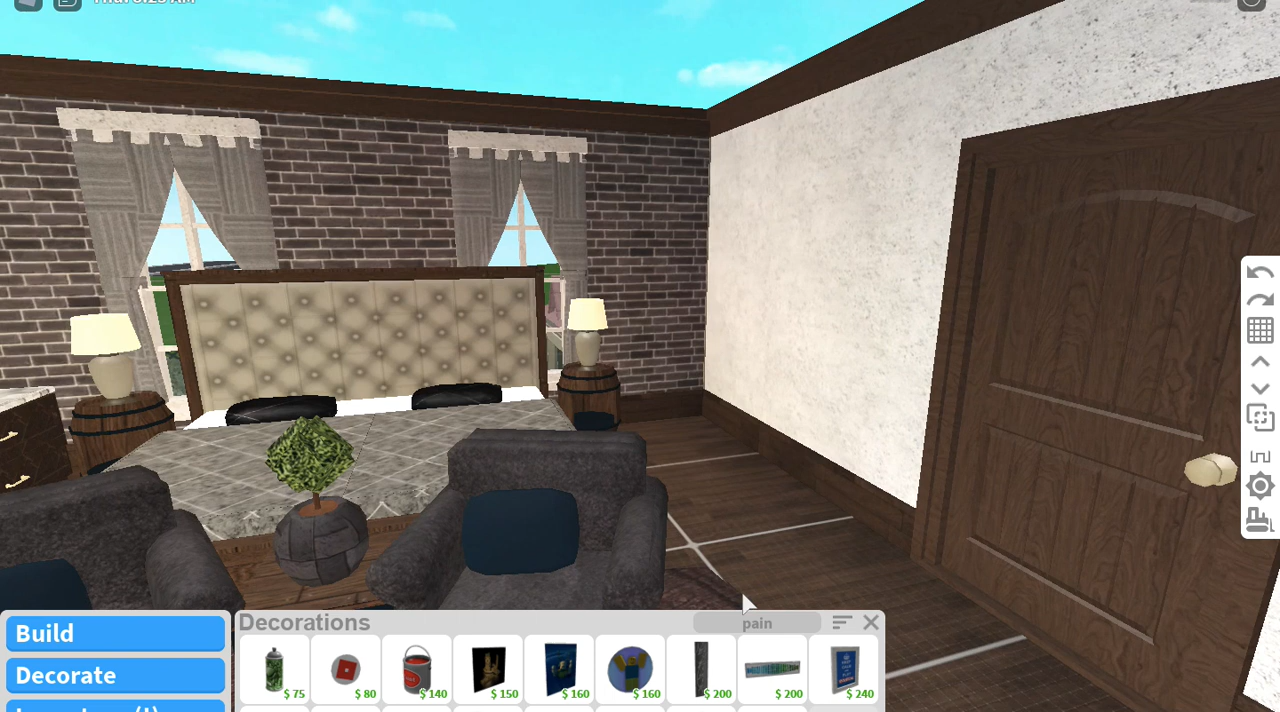 Decorations
pain
Build
$ 75
$ 80
$ 140
$ 150
$ 160
$ 160
$ 200
$ 200
$ 240
Decorate